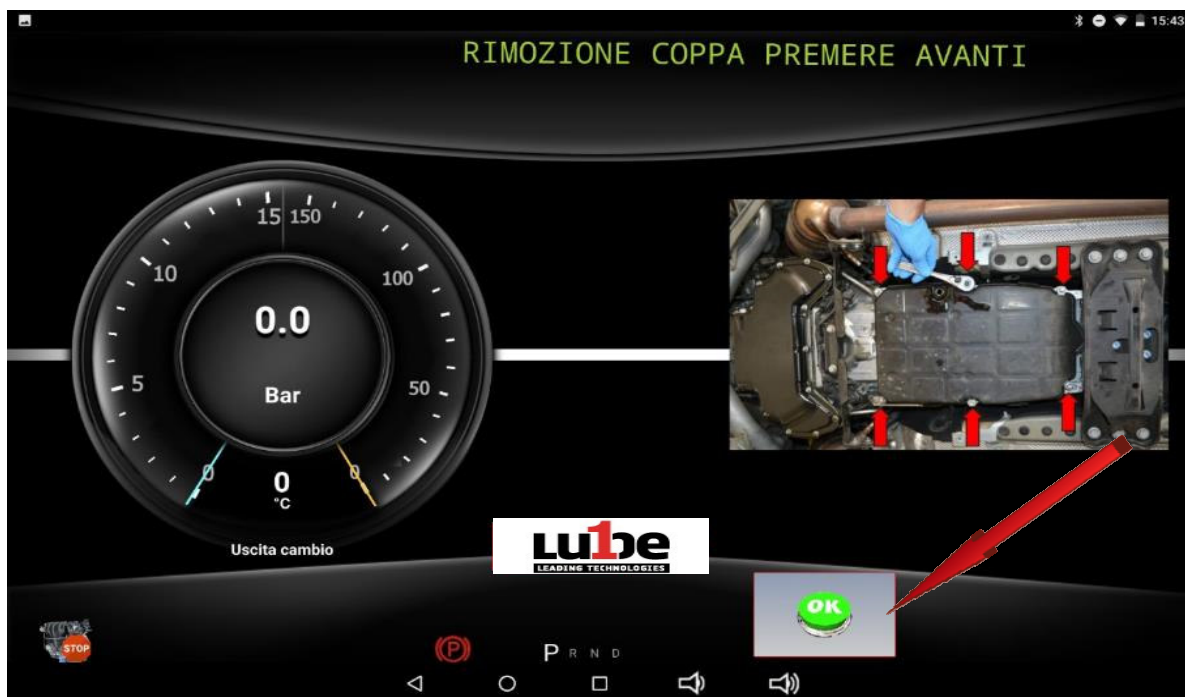 15:43
RIMOZIONE COPPA PREMERE AVANTI
15 150
10 100
5 50
0.0
Bar
0 0
0
°C
Uscita cambio
Lu1be
LEADING TECHNOLOGIES
OK
STOP
(P)
P R N D